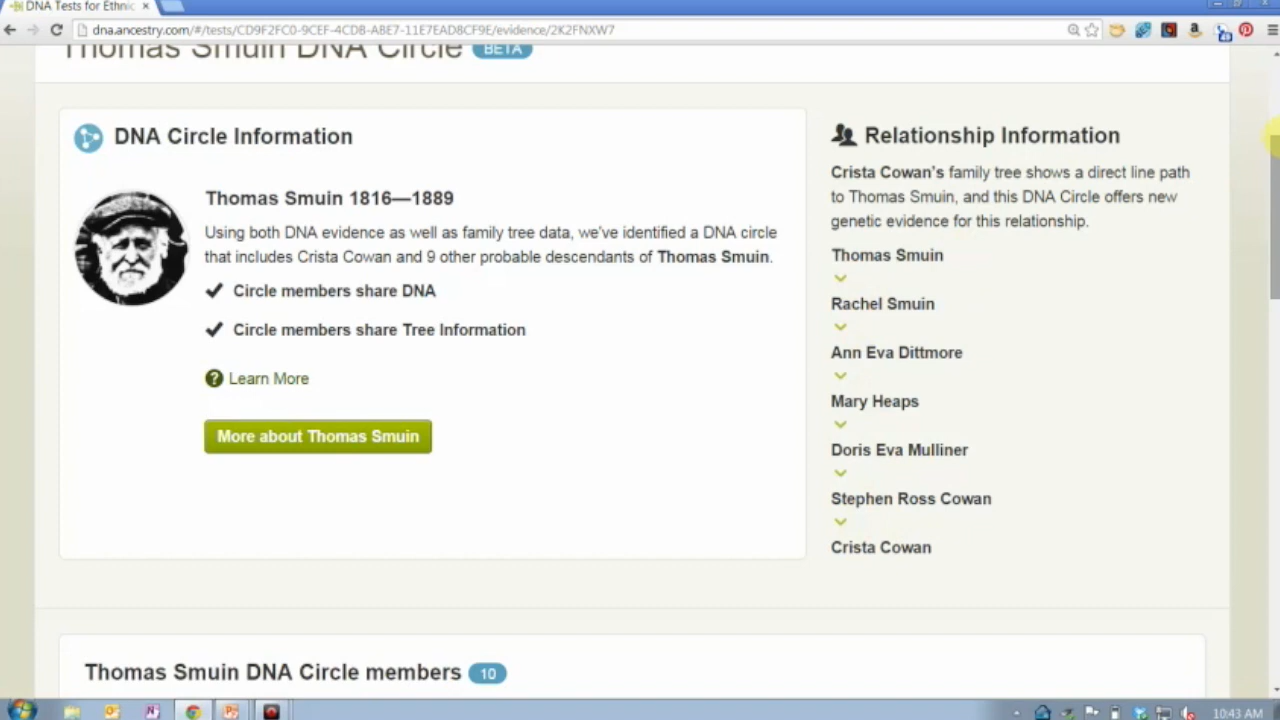 DNA Tests for Ethnic
dna.ancestry.com/#/tests/CD9F2FC0-9CEF-4CDB-ABE7-11E7EAD8CF9E/evidence/2K2FNXW7
Thomas Smuin DNA Circle BETA
DNA Circle Information
Thomas Smuin 1816—1889
Using both DNA evidence as well as family tree data, we've identified a DNA circle
that includes Crista Cowan and 9 other probable descendants of Thomas Smuin.
Circle members share DNA
Circle members share Tree Information
? Learn More
More about Thomas Smuin
Relationship Information
Crista Cowan's family tree shows a direct line path
to Thomas Smuin, and this DNA Circle offers new
genetic evidence for this relationship.
Thomas Smuin
Rachel Smuin
Ann Eva Dittmore
Mary Heaps
Doris Eva Mulliner
Stephen Ross Cowan
Crista Cowan
Thomas Smuin DNA Circle members 10
10:43 AM